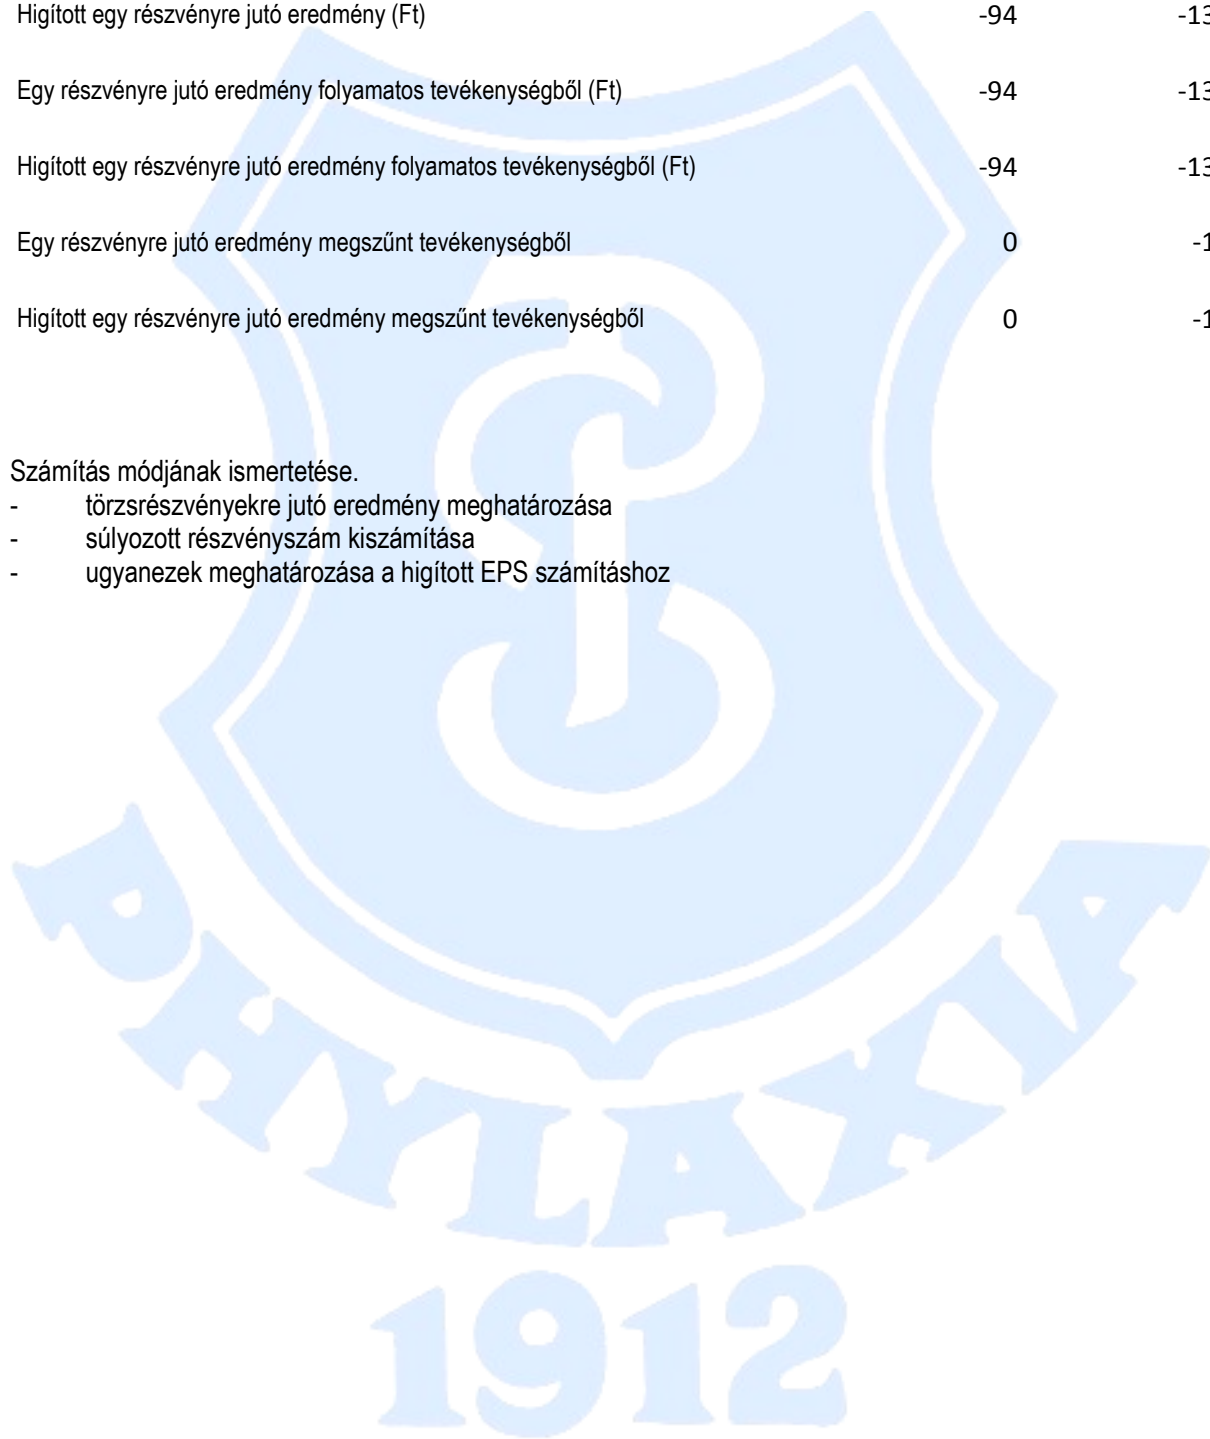 Higított egy részvényre jutó eredmény (Ft) -94
Egy részvényre jutó eredmény folyamatos tevékenységből (Ft) -94
Higított egy részvényre jutó eredmény folyamatos tevékenységből (Ft) -94
Egy részvényre jutó eredmény megszűnt tevékenységből 0
Higított egy részvényre jutó eredmény megszűnt tevékenységből 0
Számítás módjának ismertetése.
- törzsrészvényekre jutó eredmény meghatározása
- súlyozott részvényszám kiszámítása
- ugyanezek meghatározása a higított EPS számításhoz
PHYLAXIA
1912